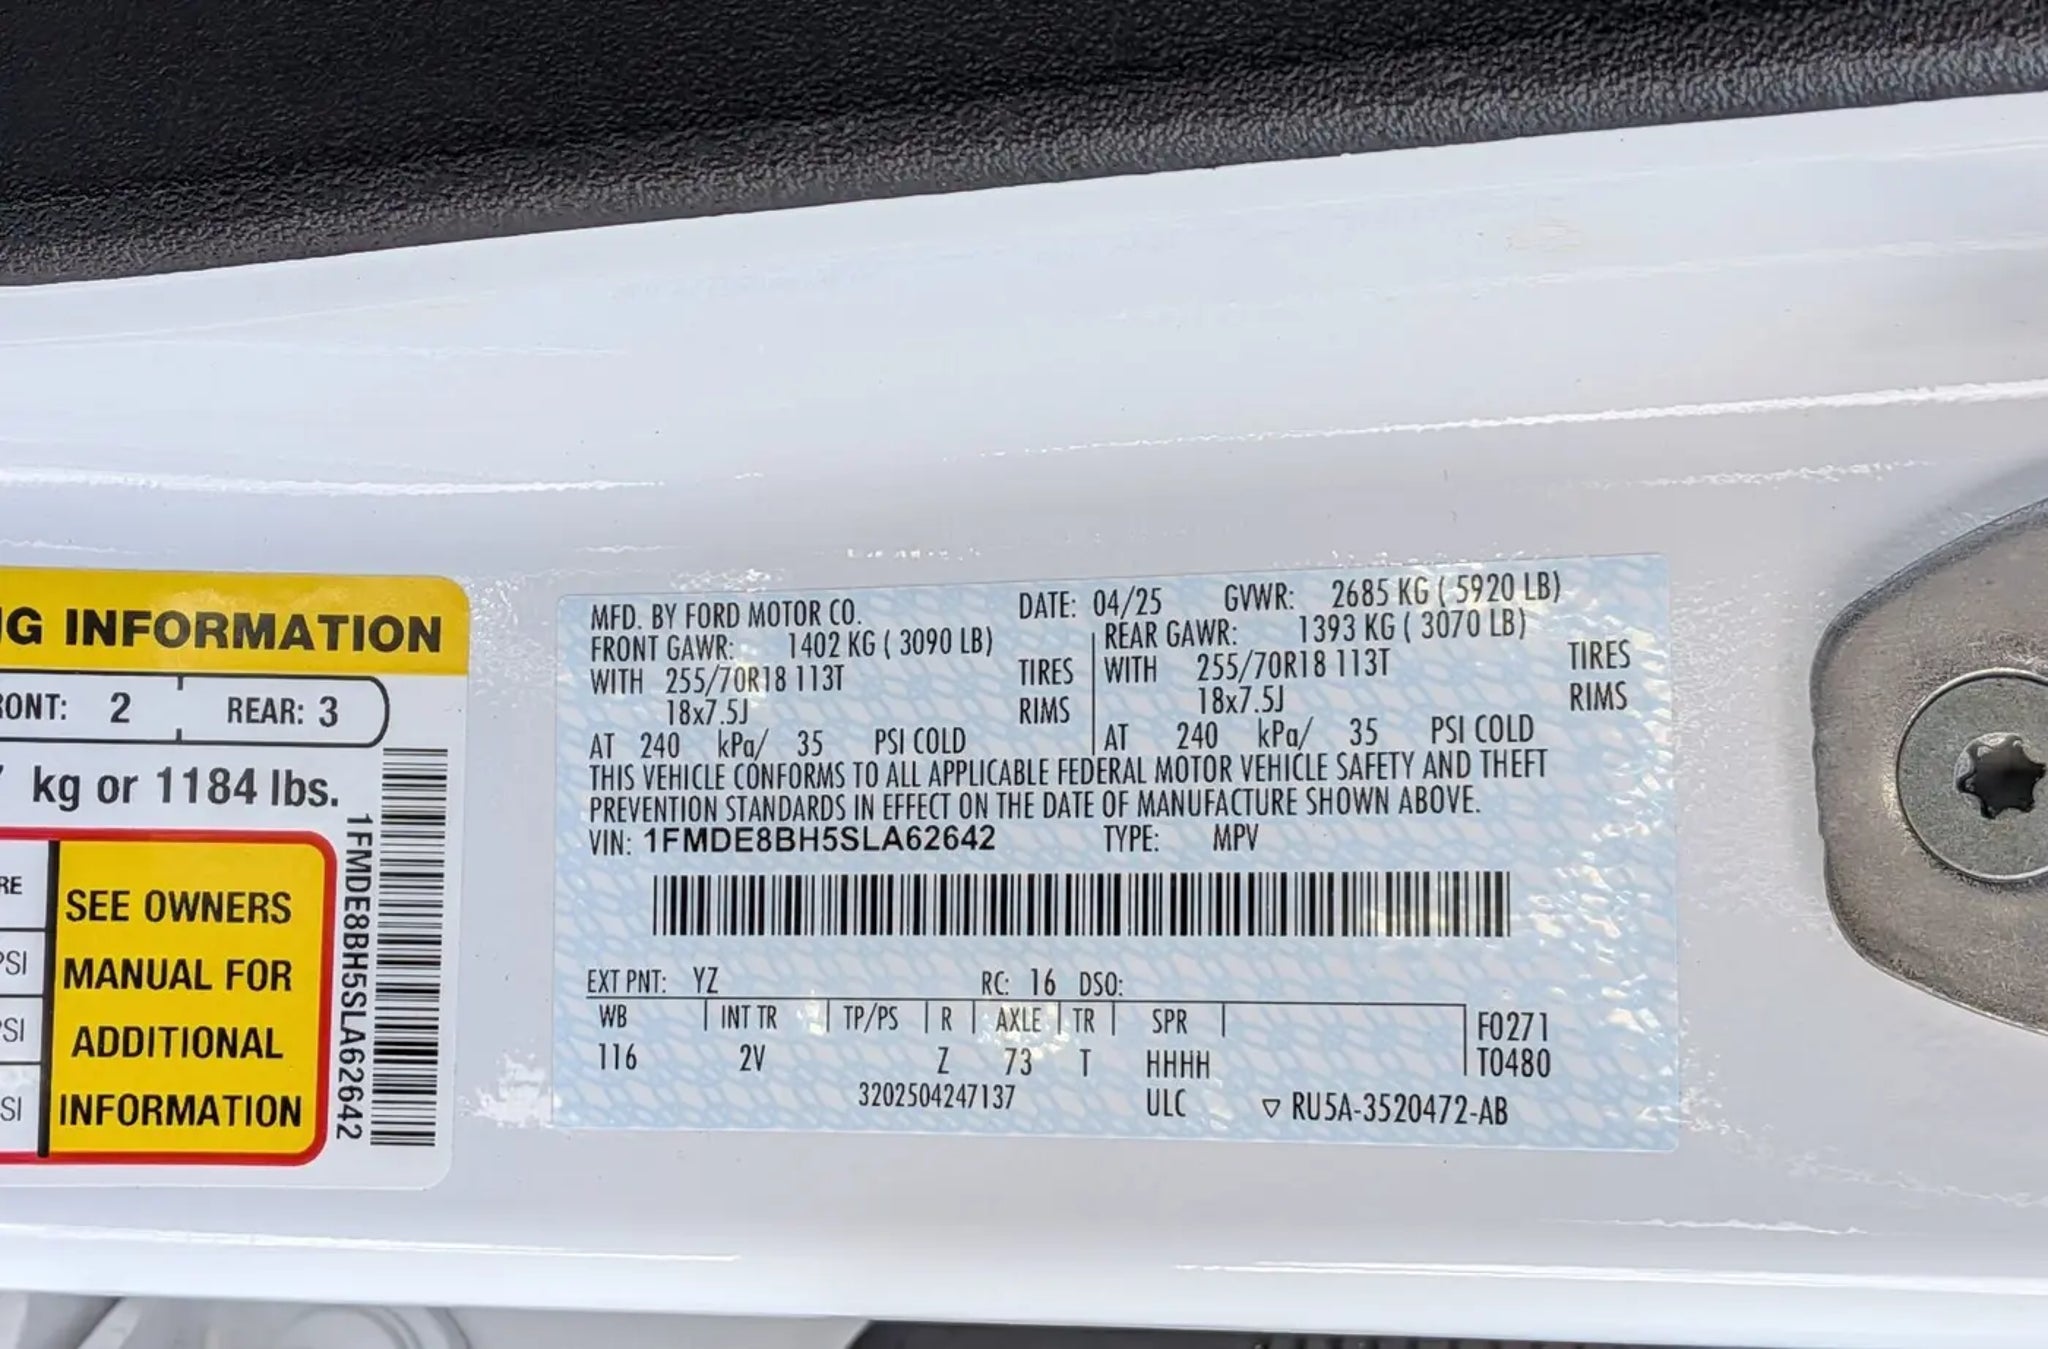 G INFORMATION
RONT: 2 REAR: 3
kg or 1184 lbs.
RE
PSI
PSI
SI
SEE OWNERS
MANUAL FOR
ADDITIONAL
INFORMATION
1FMDE8BH5SLA62642
MFD. BY FORD MOTOR CO. DATE: 04/25 GVWR: 2685 KG ( 5920 LB)
FRONT GAWR: 1402 KG ( 3090 LB) REAR GAWR: 1393 KG ( 3070 LB)
WITH 255/70R18 113T TIRES WITH 255/70R18 113T TIRES
18x7.5J RIMS 18x7.5J RIMS
AT 240 kPa/ 35 PSI COLD AT 240 kPa/ 35 PSI COLD
THIS VEHICLE CONFORMS TO ALL APPLICABLE FEDERAL MOTOR VEHICLE SAFETY AND THEFT
PREVENTION STANDARDS IN EFFECT ON THE DATE OF MANUFACTURE SHOWN ABOVE.
VIN: 1FMDE8BH5SLA62642 TYPE: MPV
EXT PNT: YZ RC: 16 DSO:
WB INT TR TP/PS R AXLE TR SPR F0271
116 2V Z 73 T HHHH T0480
3202504247137 ULC ▽ RU5A-3520472-AB